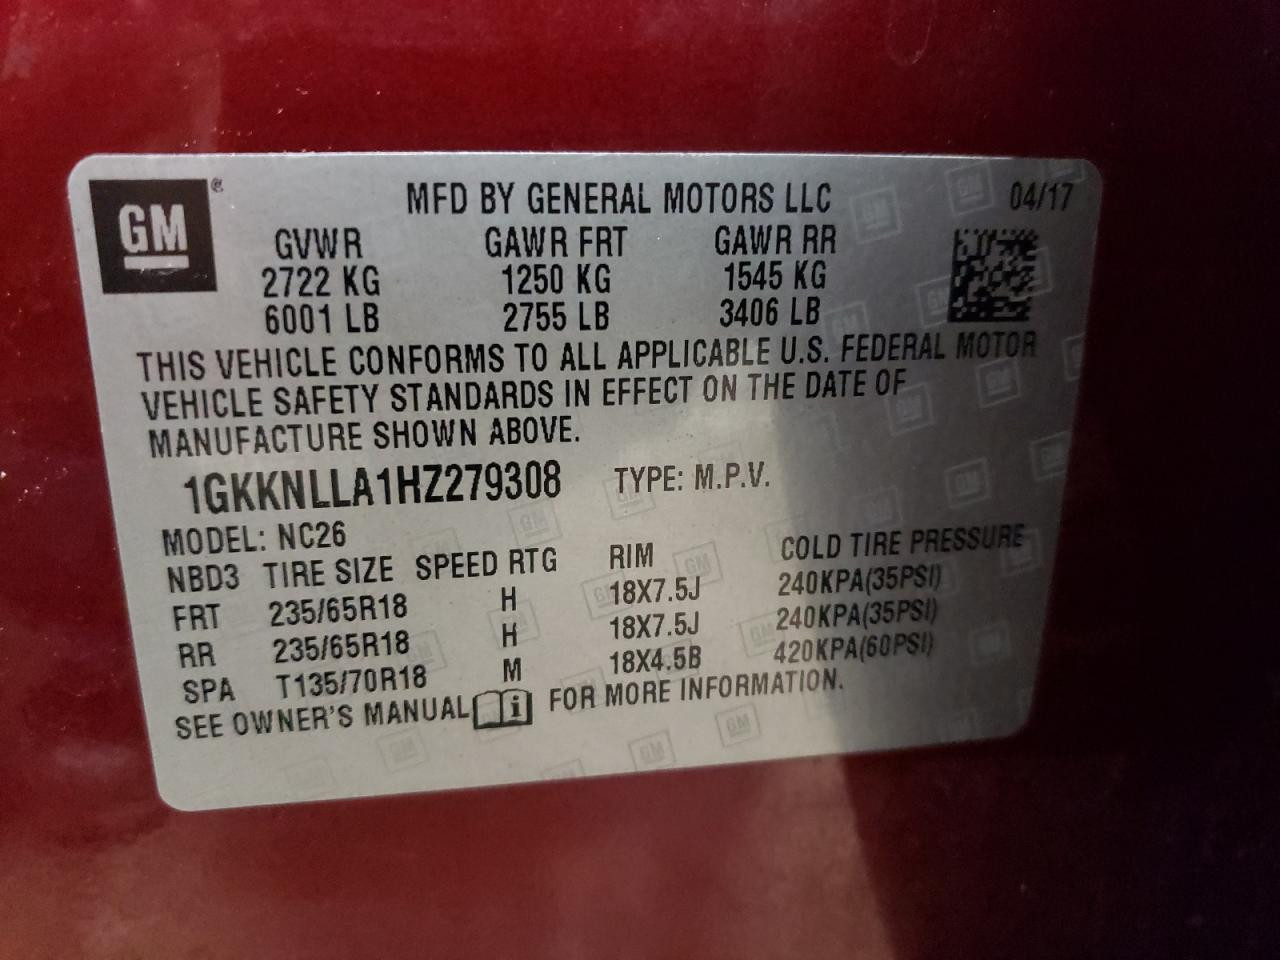 GM ® MFD BY GENERAL MOTORS LLC 04/17
GVWR GAWR FRT GAWR RR
2722 KG 1250 KG 1545 KG
6001 LB 2755 LB 3406 LB
THIS VEHICLE CONFORMS TO ALL APPLICABLE U.S. FEDERAL MOTOR
VEHICLE SAFETY STANDARDS IN EFFECT ON THE DATE OF
MANUFACTURE SHOWN ABOVE.
1GKKNLLA1HZ279308 TYPE: M.P.V.
MODEL: NC26
NBD3 TIRE SIZE SPEED RTG RIM COLD TIRE PRESSURE
FRT 235/65R18 H 18X7.5J 240KPA(35PSI)
RR 235/65R18 H 18X7.5J 240KPA(35PSI)
SPA T135/70R18 M 18X4.5B 420KPA(60PSI)
SEE OWNER'S MANUAL i FOR MORE INFORMATION.